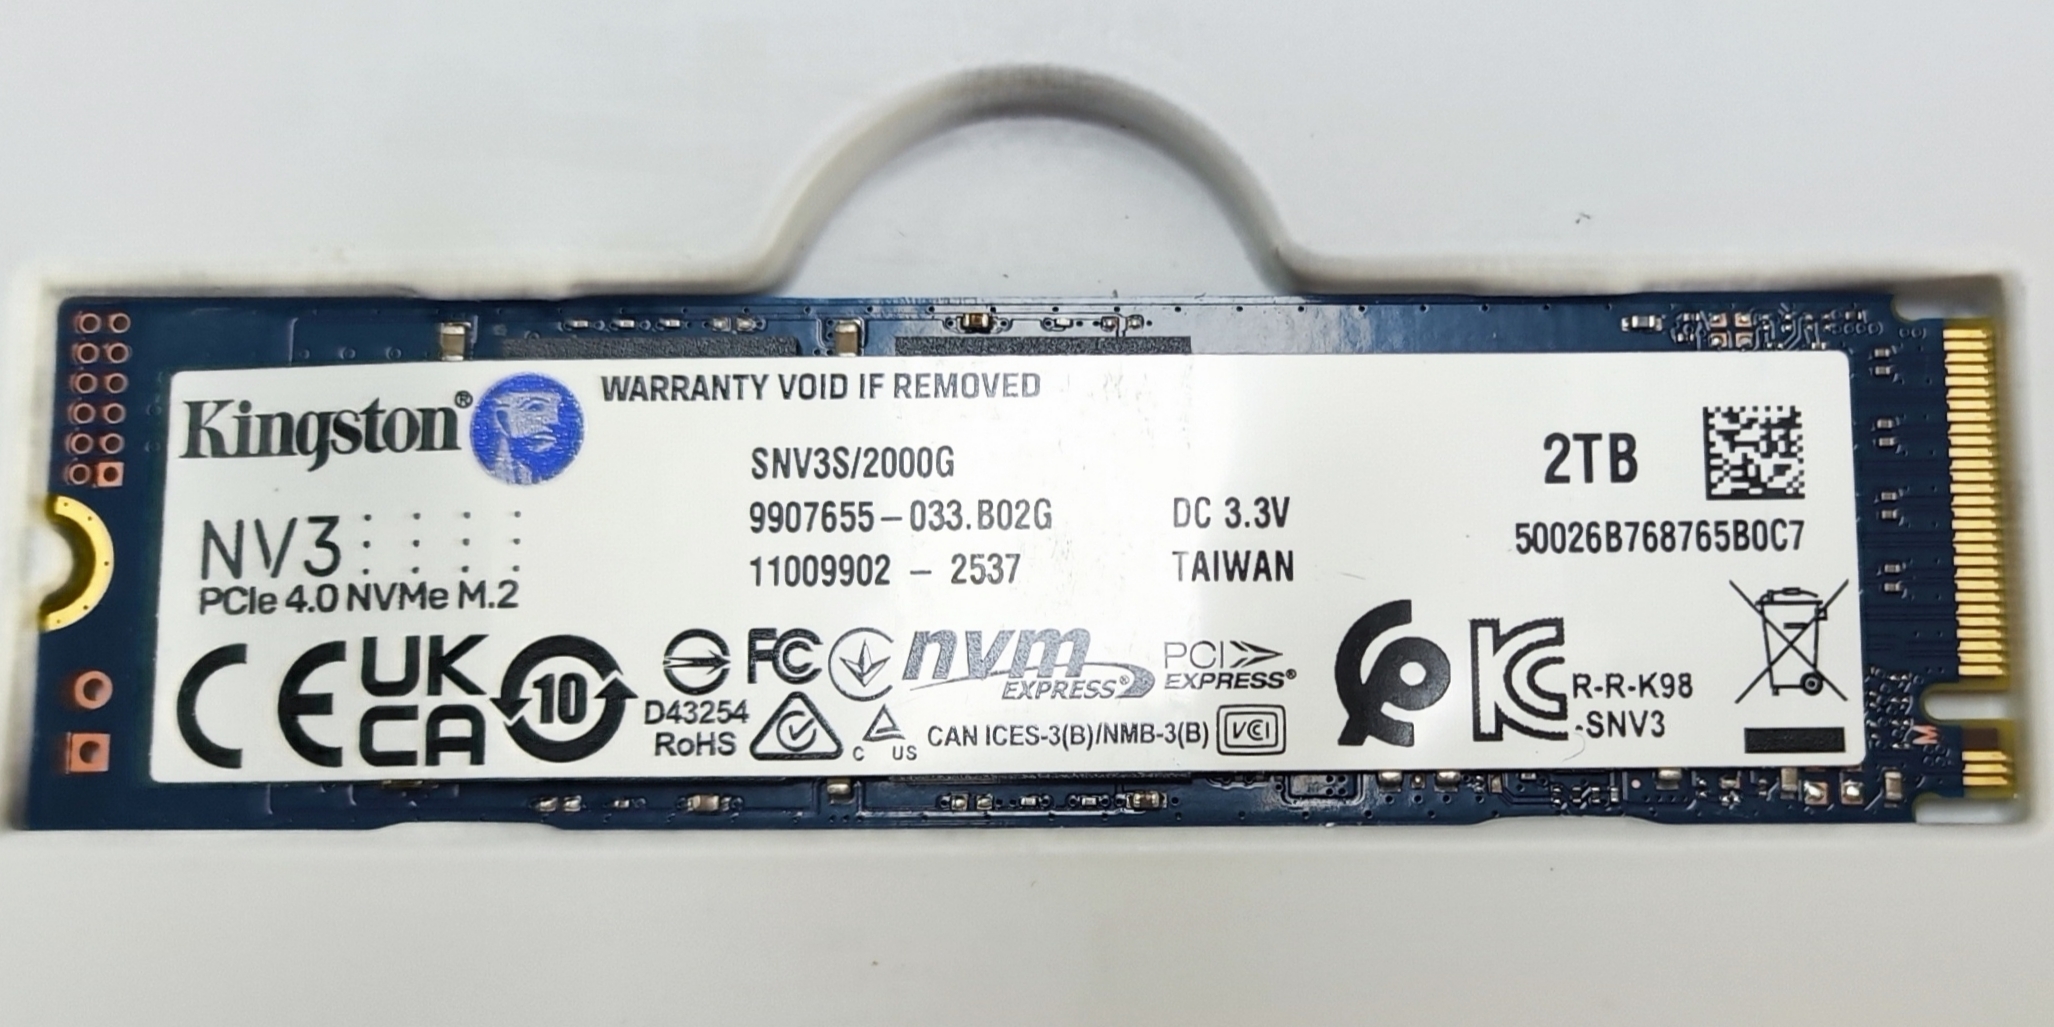 Kingston®
WARRANTY VOID IF REMOVED
SNV3S/2000G
9907655-033.B02G
11009902 - 2537
DC 3.3V
TAIWAN
2TB
50026B768765B0C7
NV3
PCIe 4.0 NVMe M.2
CE
UK
CA
10
D43254
RoHS
FC
C US
nvm
EXPRESS®
PCI
EXPRESS®
CAN ICES-3(B)/NMB-3(B)
VCI
KC
R-R-K98
-SNV3
M